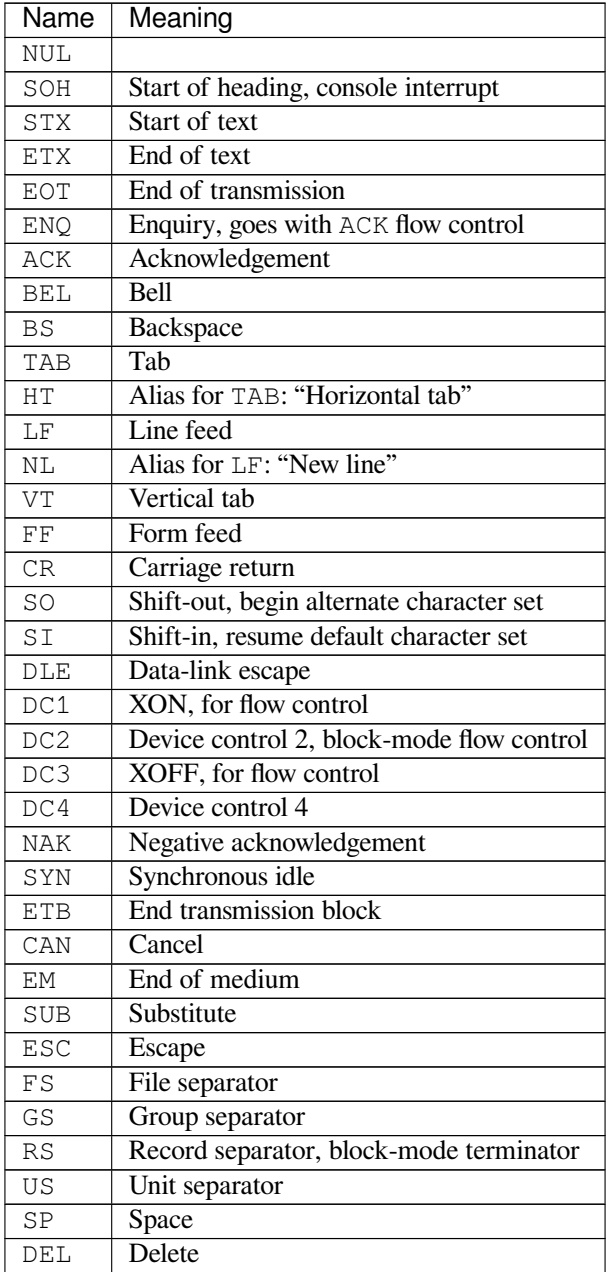 Name Meaning
NUL
SOH Start of heading, console interrupt
STX Start of text
ETX End of text
EOT End of transmission
ENQ Enquiry, goes with ACK flow control
ACK Acknowledgement
BEL Bell
BS Backspace
TAB Tab
HT Alias for TAB: “Horizontal tab”
LF Line feed
NL Alias for LF: “New line”
VT Vertical tab
FF Form feed
CR Carriage return
SO Shift-out, begin alternate character set
SI Shift-in, resume default character set
DLE Data-link escape
DC1 XON, for flow control
DC2 Device control 2, block-mode flow control
DC3 XOFF, for flow control
DC4 Device control 4
NAK Negative acknowledgement
SYN Synchronous idle
ETB End transmission block
CAN Cancel
EM End of medium
SUB Substitute
ESC Escape
FS File separator
GS Group separator
RS Record separator, block-mode terminator
US Unit separator
SP Space
DEL Delete